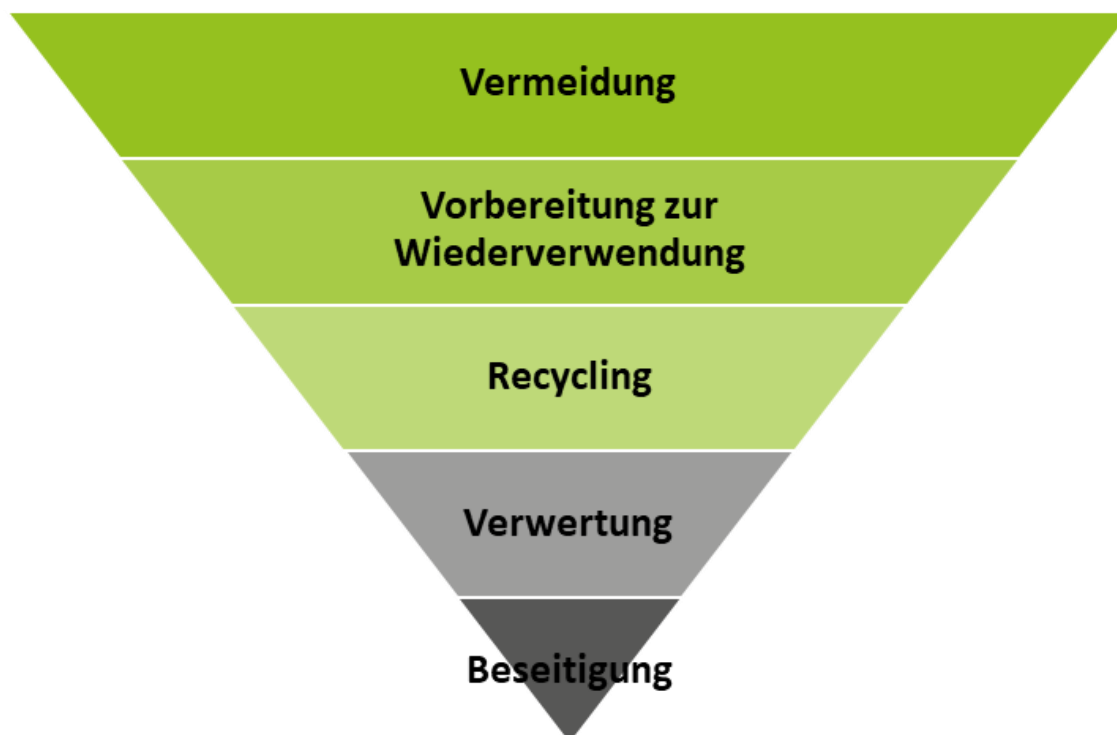 Vermeidung
Vorbereitung zur
Wiederverwendung
Recycling
Verwertung
Beseitigung